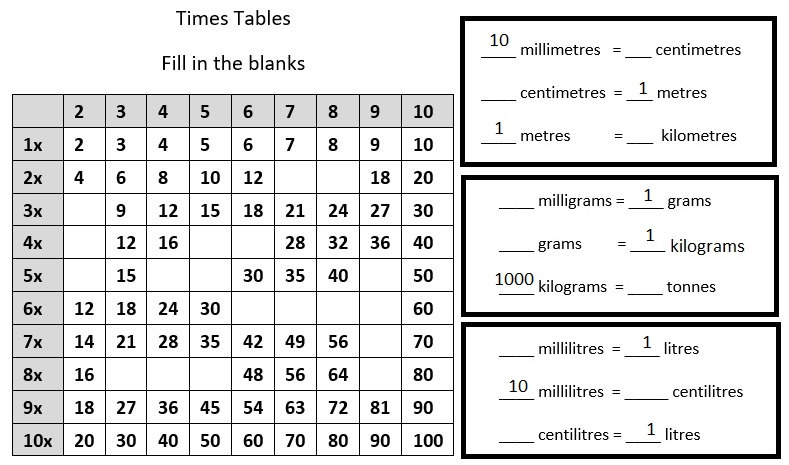 Times Tables
Fill in the blanks
2 3 4 5 6 7 8 9 10
1x 2 3 4 5 6 7 8 9 10
2x 4 6 8 10 12 18 20
3x 9 12 15 18 21 24 27 30
4x 12 16 28 32 36 40
5x 15 30 35 40 50
6x 12 18 24 30 60
7x 14 21 28 35 42 49 56 70
8x 16 48 56 64 80
9x 18 27 36 45 54 63 72 81 90
10x 20 30 40 50 60 70 80 90 100
10 millimetres = ___ centimetres
____ centimetres = 1 metres
1 metres = ___ kilometres
____ milligrams = 1 grams
____ grams = 1 kilograms
1000 kilograms = ____ tonnes
____ millilitres = 1 litres
10 millilitres = _____ centilitres
____ centilitres = 1 litres